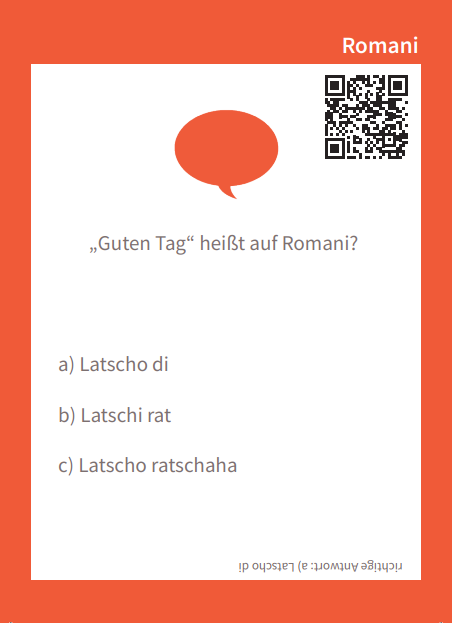 Romani
„Guten Tag“ heißt auf Romani?
a) Latscho di
b) Latschi rat
c) Latscho ratschaha
richtige Antwort: a) Latscho di